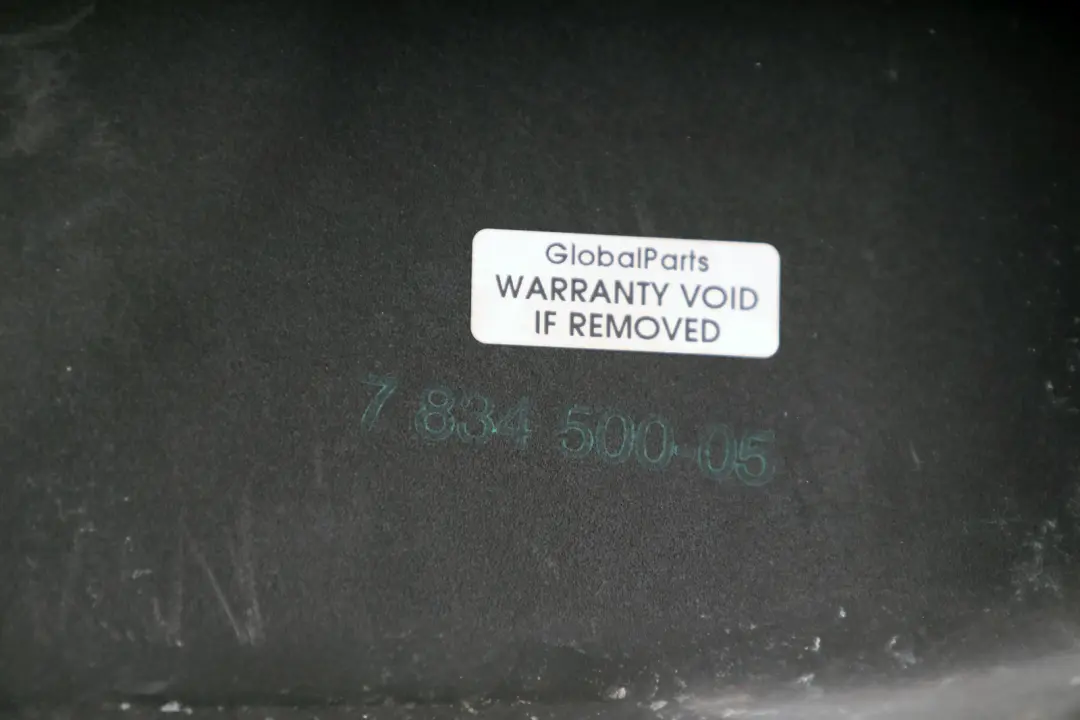 GlobalParts
WARRANTY VOID
IF REMOVED
7 834 500-05